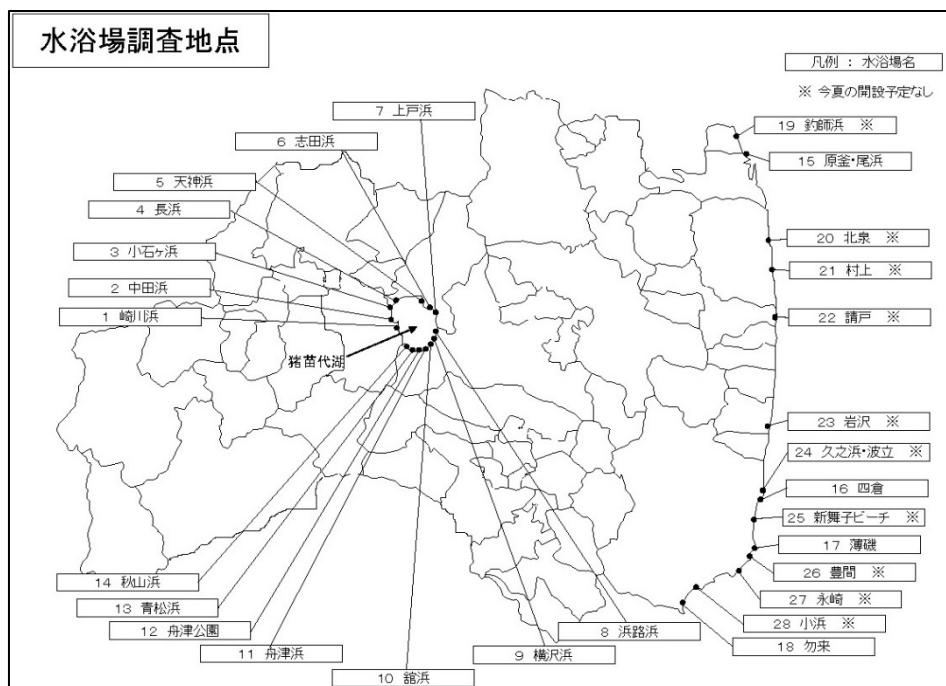 水浴場調査地点
凡例 : 水浴場名
※ 今夏の開設予定なし
7 上戸浜
6 志田浜
5 天神浜
4 長浜
3 小石ヶ浜
2 中田浜
1 崎川浜
猪苗代湖
19 釣師浜 ※
15 原釜・尾浜
20 北泉 ※
21 村上 ※
22 請戸 ※
23 岩沢 ※
24 久之浜・波立 ※
16 四倉
25 新舞子ビーチ ※
17 薄磯
26 豊間 ※
27 永崎 ※
28 小浜 ※
18 勿来
14 秋山浜
13 青松浜
12 舟津公園
11 舟津浜
10 舘浜
9 横沢浜
8 浜路浜